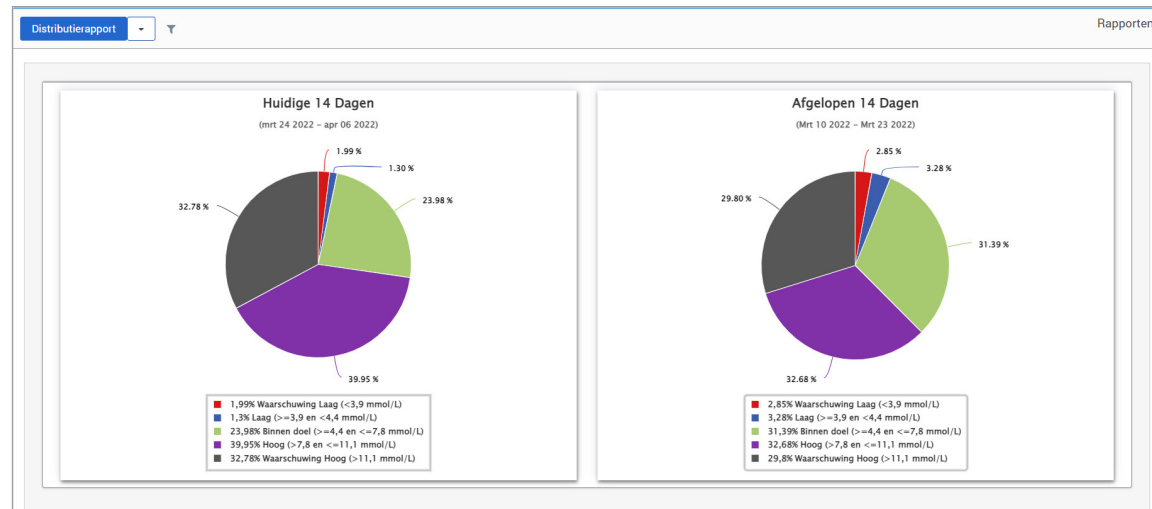 Distributierapport
Rapporten
Huidige 14 Dagen
(mrt 24 2022 – apr 06 2022)
1.99 %
1.30 %
23.98 %
32.78 %
39.95 %
1,99% Waarschuwing Laag (<3,9 mmol/L)
1,3% Laag (>=3,9 en <4,4 mmol/L)
23,98% Binnen doel (>=4,4 en <=7,8 mmol/L)
39,95% Hoog (>7,8 en <=11,1 mmol/L)
32,78% Waarschuwing Hoog (>11,1 mmol/L)
Afgelopen 14 Dagen
(Mrt 10 2022 – Mrt 23 2022)
2.85 %
3.28 %
29.80 %
31.39 %
32.68 %
2,85% Waarschuwing Laag (<3,9 mmol/L)
3,28% Laag (>=3,9 en <4,4 mmol/L)
31,39% Binnen doel (>=4,4 en <=7,8 mmol/L)
32,68% Hoog (>7,8 en <=11,1 mmol/L)
29,8% Waarschuwing Hoog (>11,1 mmol/L)